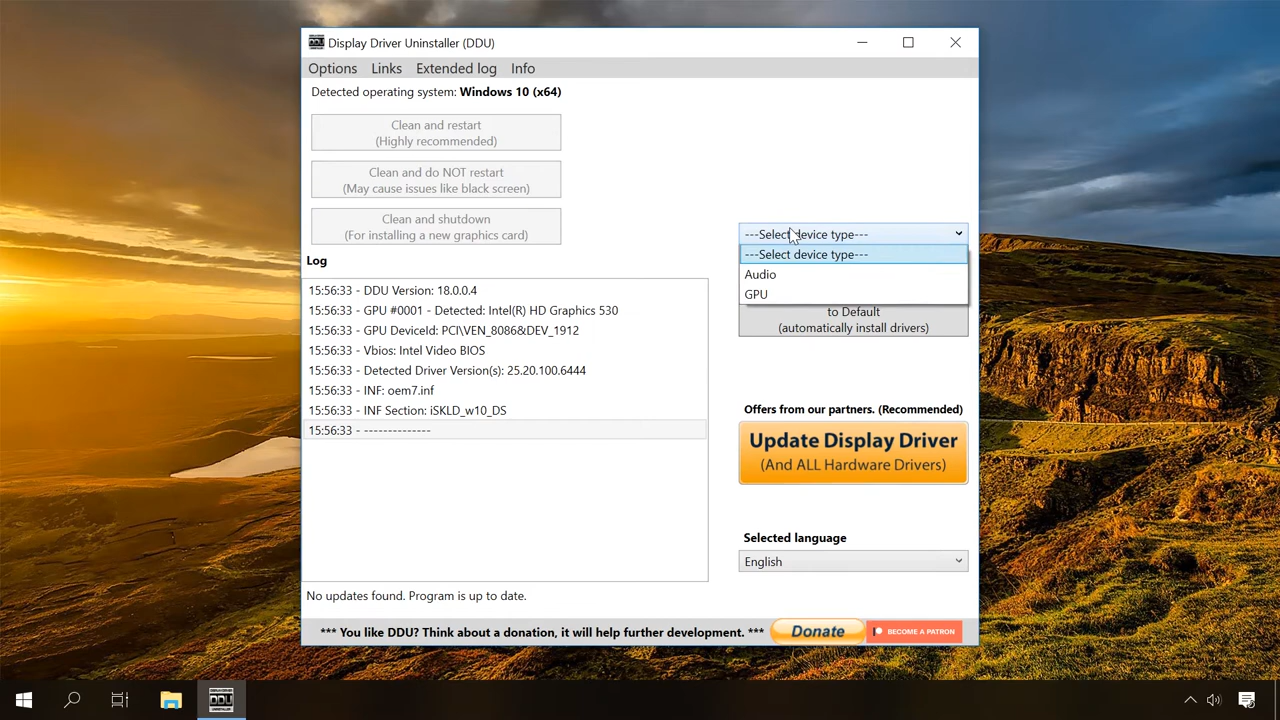 Display Driver Uninstaller (DDU)
Options Links Extended log Info
Detected operating system: Windows 10 (x64)
Clean and restart
(Highly recommended)
Clean and do NOT restart
(May cause issues like black screen)
Clean and shutdown
(For installing a new graphics card)
---Select device type---
---Select device type---
Audio
GPU
to Default
(automatically install drivers)
Log
15:56:33 - DDU Version: 18.0.0.4
15:56:33 - GPU #0001 - Detected: Intel(R) HD Graphics 530
15:56:33 - GPU DeviceId: PCI\VEN_8086&DEV_1912
15:56:33 - Vbios: Intel Video BIOS
15:56:33 - Detected Driver Version(s): 25.20.100.6444
15:56:33 - INF: oem7.inf
15:56:33 - INF Section: iSKLD_w10_DS
15:56:33 - --------------
Offers from our partners. (Recommended)
Update Display Driver
(And ALL Hardware Drivers)
Selected language
English
No updates found. Program is up to date.
*** You like DDU? Think about a donation, it will help further development. ***
Donate
BECOME A PATRON